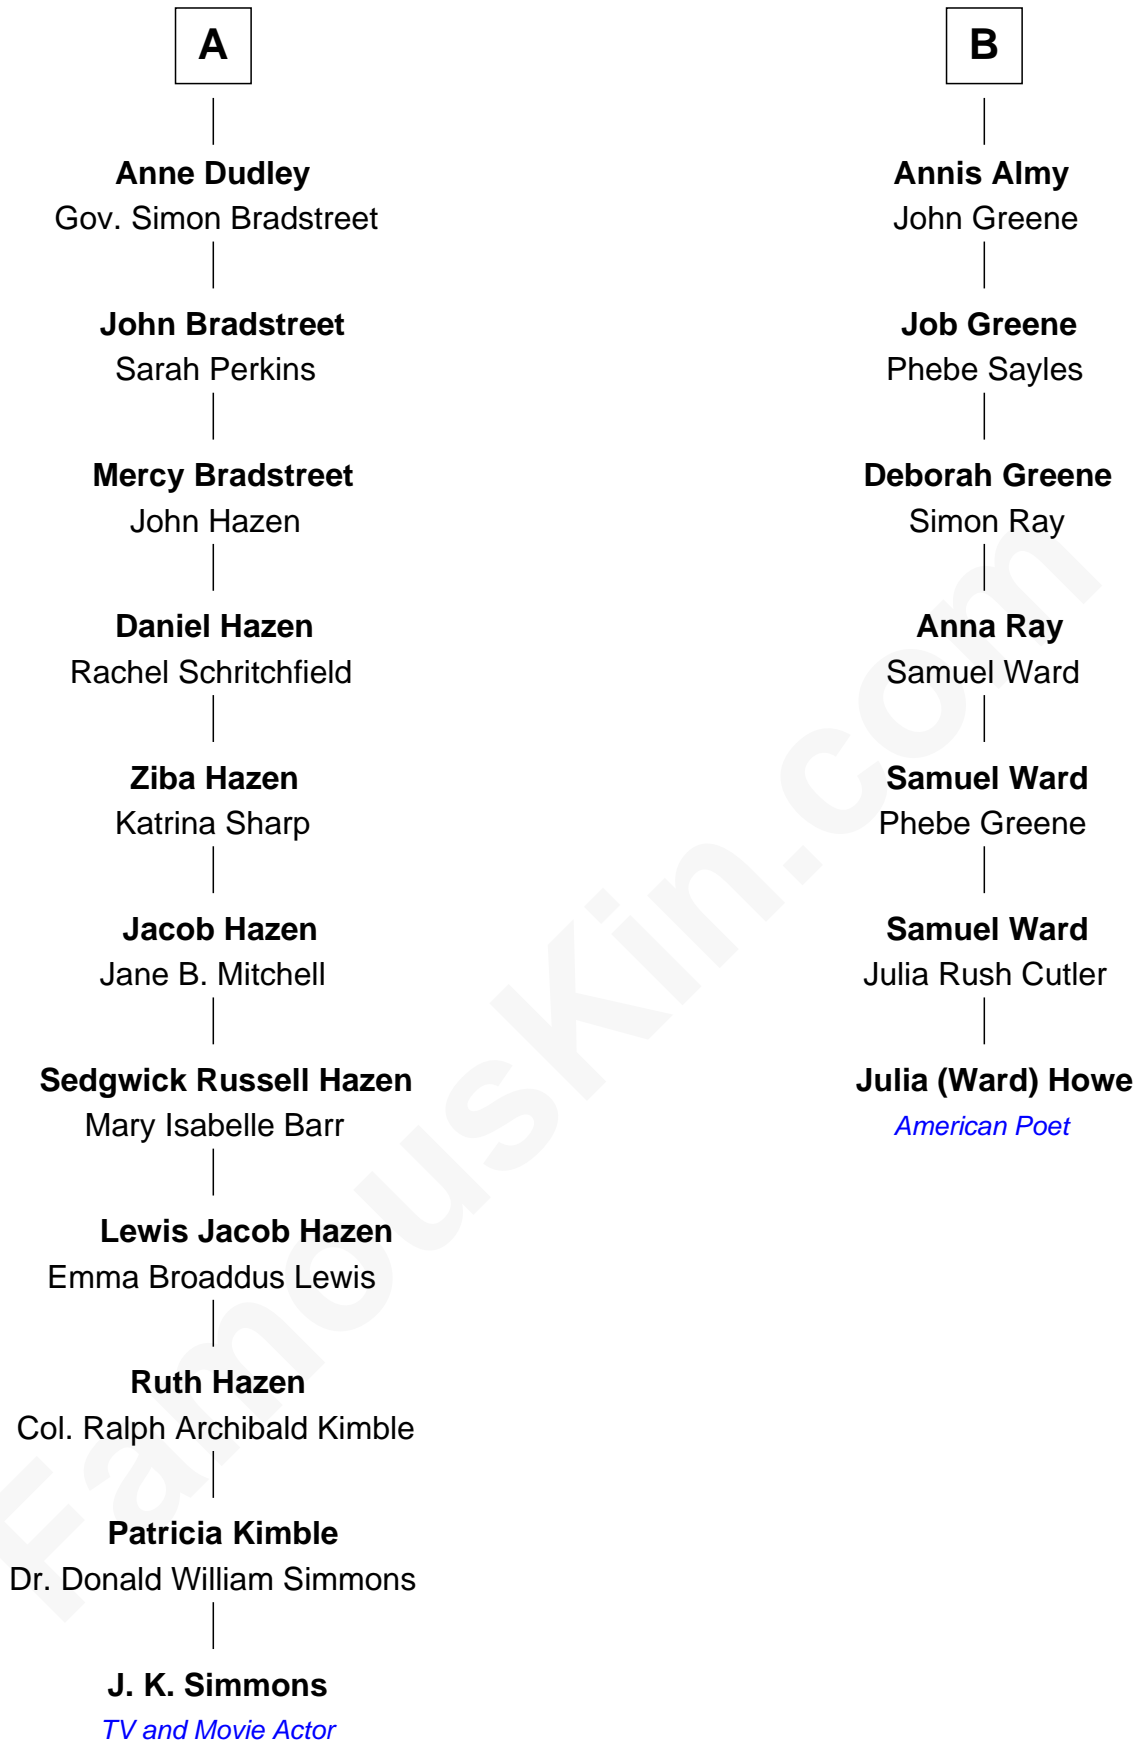 A
Anne Dudley
Gov. Simon Bradstreet
John Bradstreet
Sarah Perkins
Mercy Bradstreet
John Hazen
Daniel Hazen
Rachel Schritchfield
Ziba Hazen
Katrina Sharp
Jacob Hazen
Jane B. Mitchell
Sedgwick Russell Hazen
Mary Isabelle Barr
Lewis Jacob Hazen
Emma Broaddus Lewis
Ruth Hazen
Col. Ralph Archibald Kimble
Patricia Kimble
Dr. Donald William Simmons
J. K. Simmons
TV and Movie Actor
B
Annis Almy
John Greene
Job Greene
Phebe Sayles
Deborah Greene
Simon Ray
Anna Ray
Samuel Ward
Samuel Ward
Phebe Greene
Samuel Ward
Julia Rush Cutler
Julia (Ward) Howe
American Poet
FamousKin.com